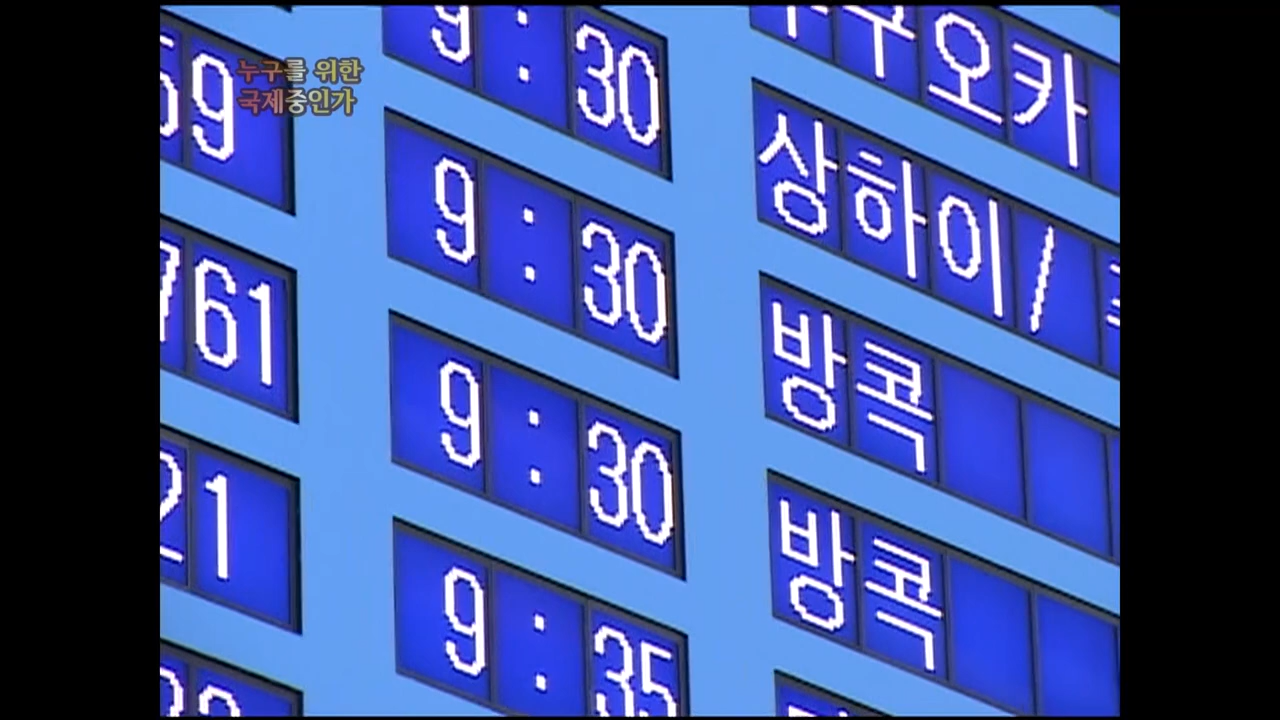 누구를 위한
국제중인가
9:30 후쿠오카
59 9:30 상하이/
761 9:30 방콕
21 9:30 방콕
9:35